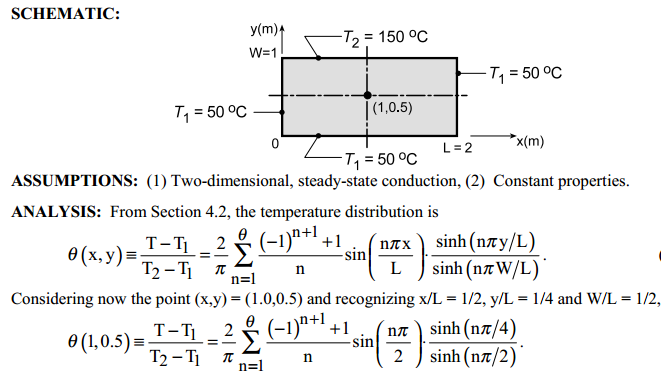 SCHEMATIC:
y(m)
W=1
T₂ = 150 ºC
T₁ = 50 ºC
T₁ = 50 ºC
(1,0.5)
0
T₁ = 50 ºC
L = 2
x(m)
ASSUMPTIONS: (1) Two-dimensional, steady-state conduction, (2) Constant properties.
ANALYSIS: From Section 4.2, the temperature distribution is
θ(x,y) ≡ (T − T₁)/(T₂ − T₁) = (2/π) ∑_{n=1}^{θ} ((−1)^{n+1} + 1)/n sin(nπx/L) · sinh(nπy/L)/sinh(nπW/L).
Considering now the point (x,y) = (1.0,0.5) and recognizing x/L = 1/2, y/L = 1/4 and W/L = 1/2,
θ(1,0.5) ≡ (T − T₁)/(T₂ − T₁) = (2/π) ∑_{n=1}^{θ} ((−1)^{n+1} + 1)/n sin(nπ/2) · sinh(nπ/4)/sinh(nπ/2).